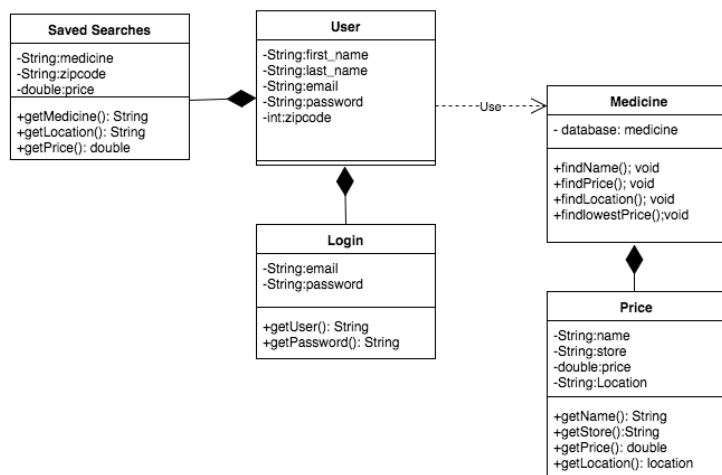 Saved Searches
-String:medicine
-String:zipcode
-double:price
+getMedicine(): String
+getLocation(): String
+getPrice(): double
User
-String:first_name
-String:last_name
-String:email
-String:password
-int:zipcode
Use
Login
-String:email
-String:password
+getUser(): String
+getPassword(): String
Medicine
- database: medicine
+findName(); void
+findPrice(); void
+findLocation(); void
+findlowestPrice();void
Price
-String:name
-String:store
-double:price
-String:Location
+getName(): String
+getStore():String
+getPrice(): double
+getLocation(): location